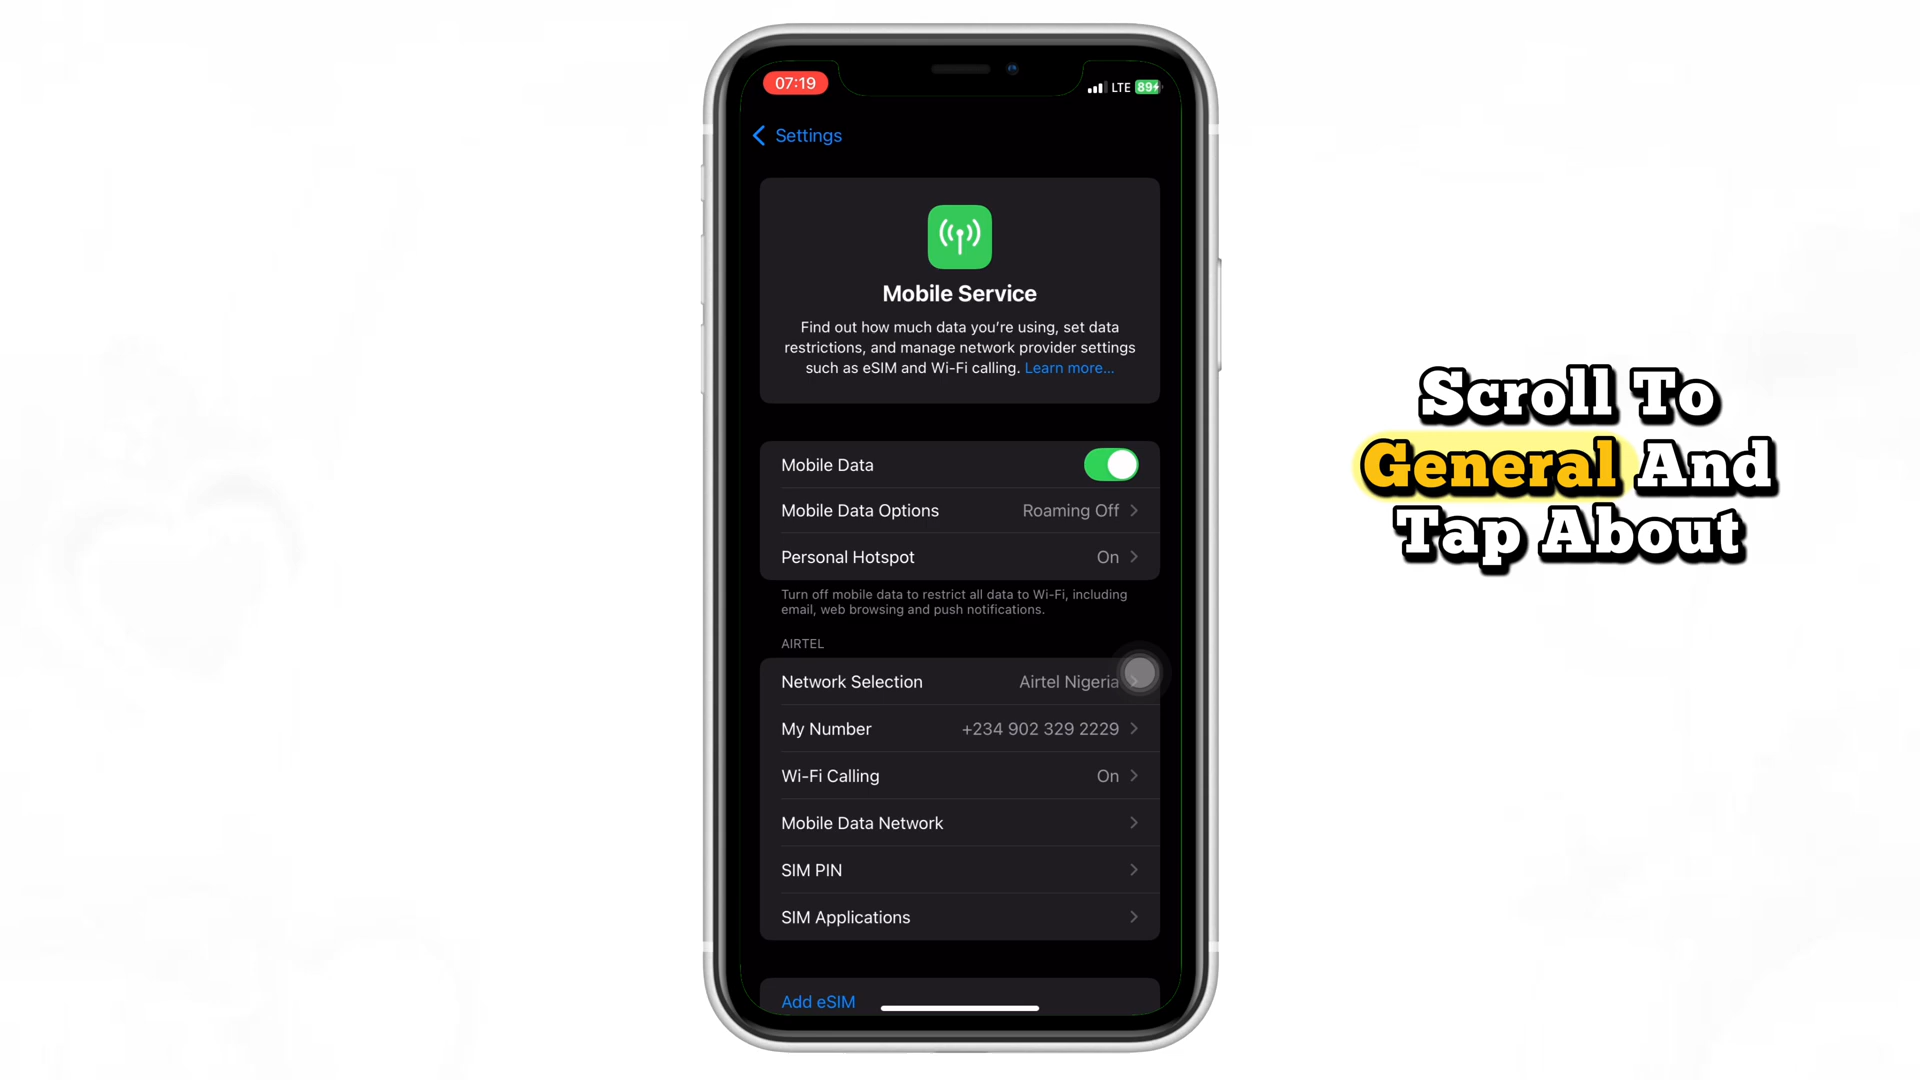 07:19
LTE 89
Settings
Mobile Service
Find out how much data you’re using, set data
restrictions, and manage network provider settings
such as eSIM and Wi-Fi calling. Learn more...
Mobile Data
Mobile Data Options Roaming Off
Personal Hotspot On
Turn off mobile data to restrict all data to Wi-Fi, including
email, web browsing and push notifications.
AIRTEL
Network Selection Airtel Nigeria
My Number +234 902 329 2229
Wi-Fi Calling On
Mobile Data Network
SIM PIN
SIM Applications
Add eSIM
Scroll To
General And
Tap About